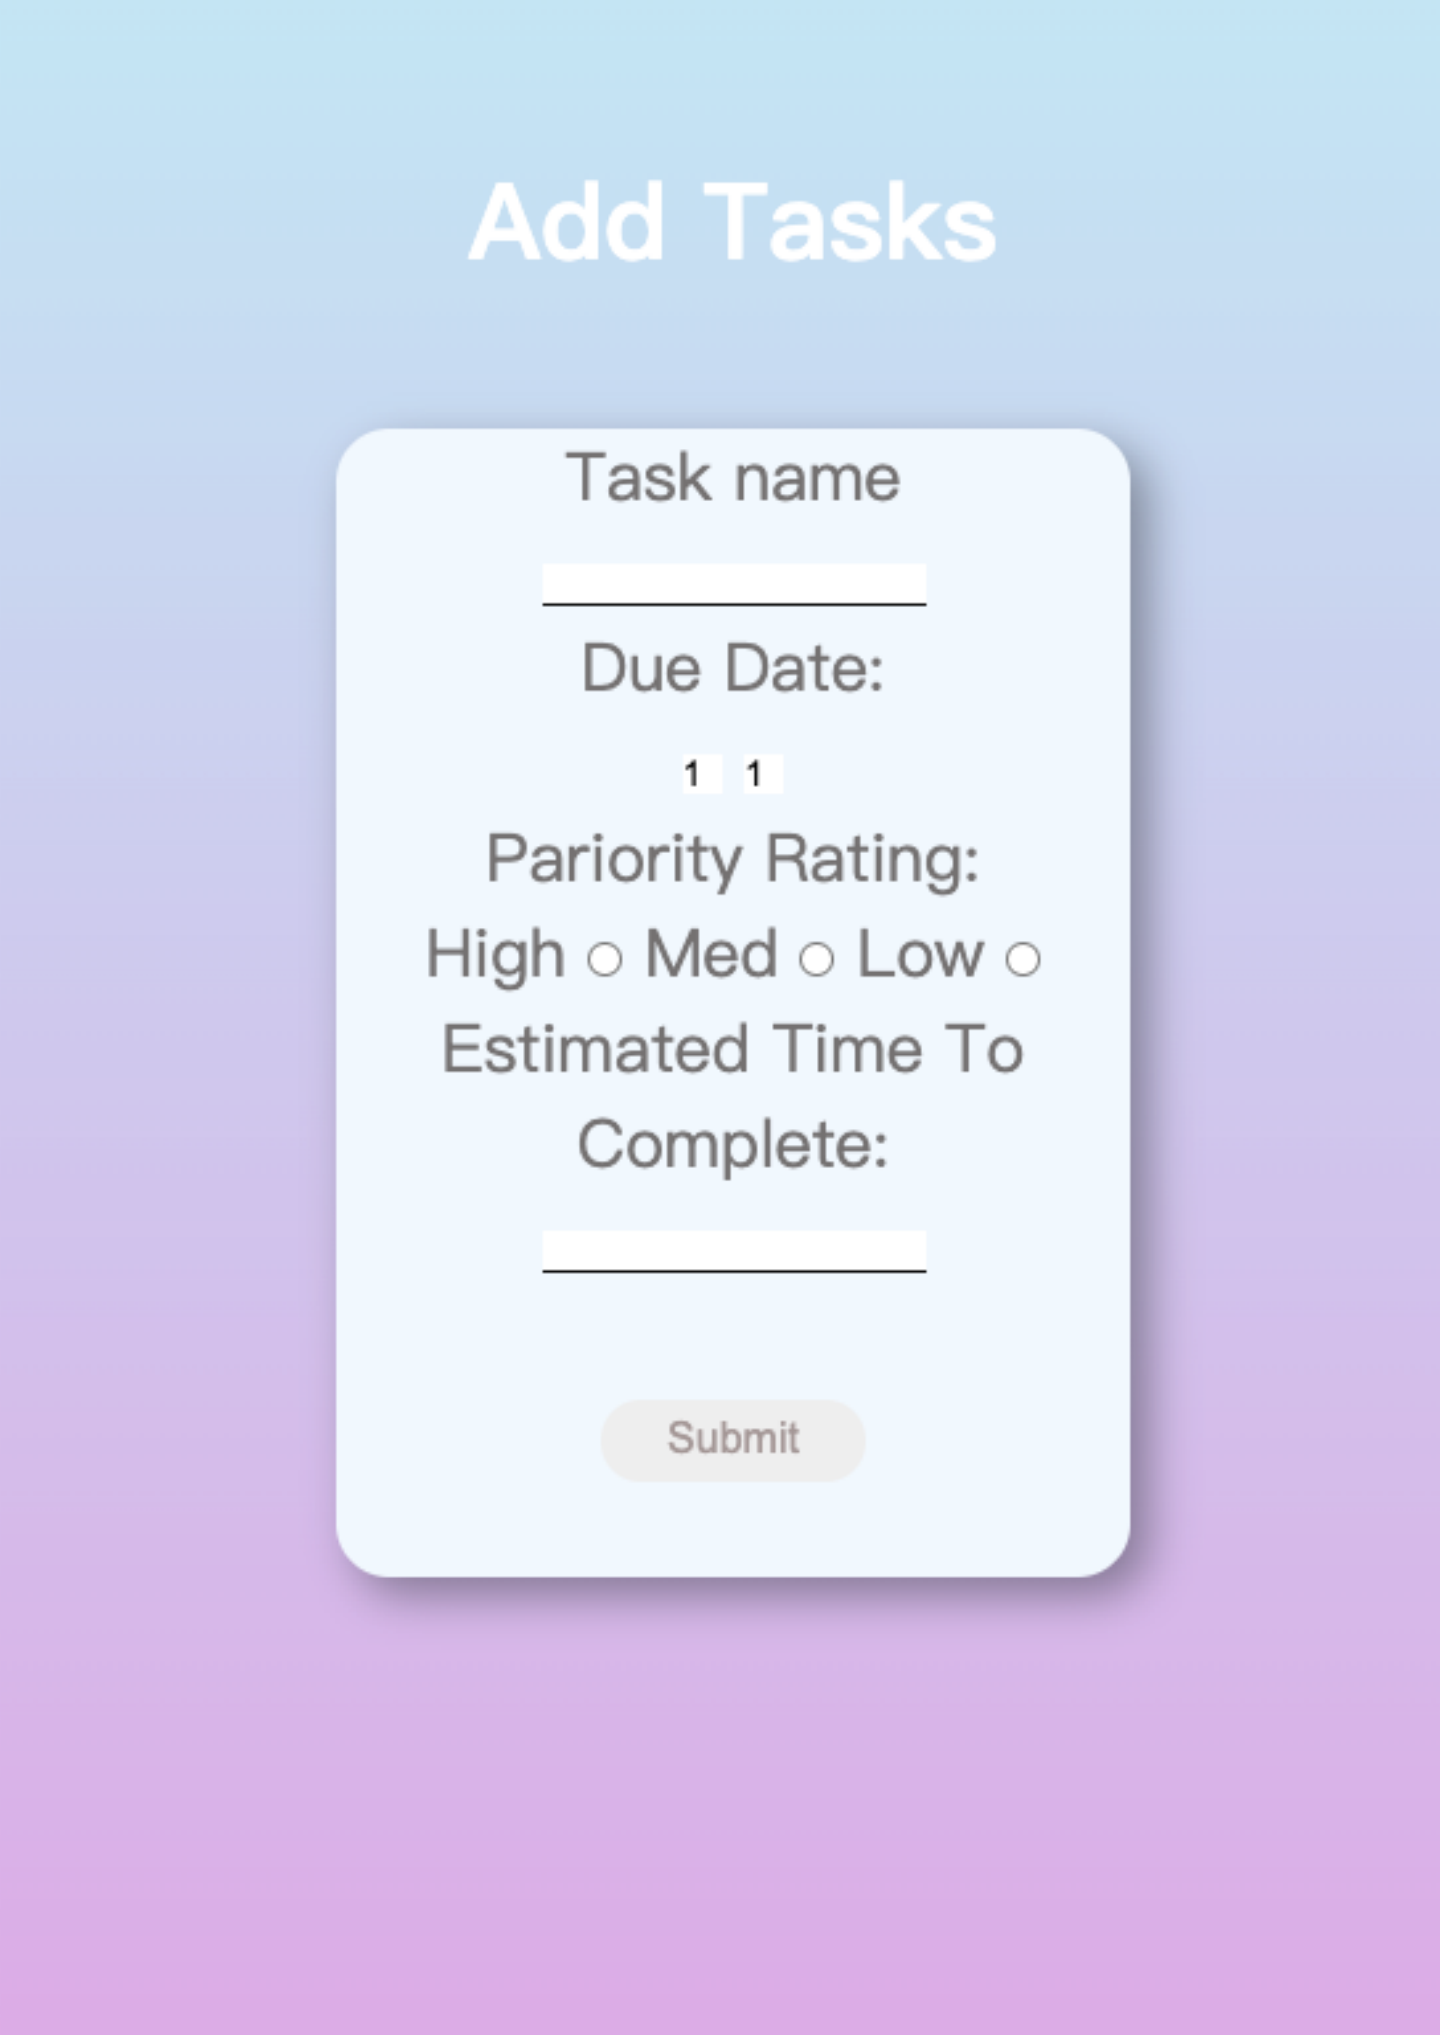 Add Tasks
Task name
Due Date:
1 1
Pariority Rating:
High Med Low
Estimated Time To
Complete:
Submit